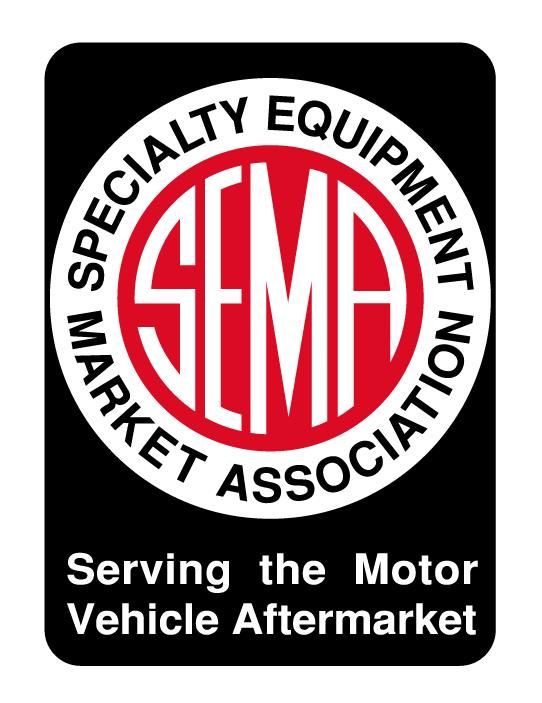 SPECIALTY EQUIPMENT
SEMA
MARKET ASSOCIATION
Serving the Motor
Vehicle Aftermarket